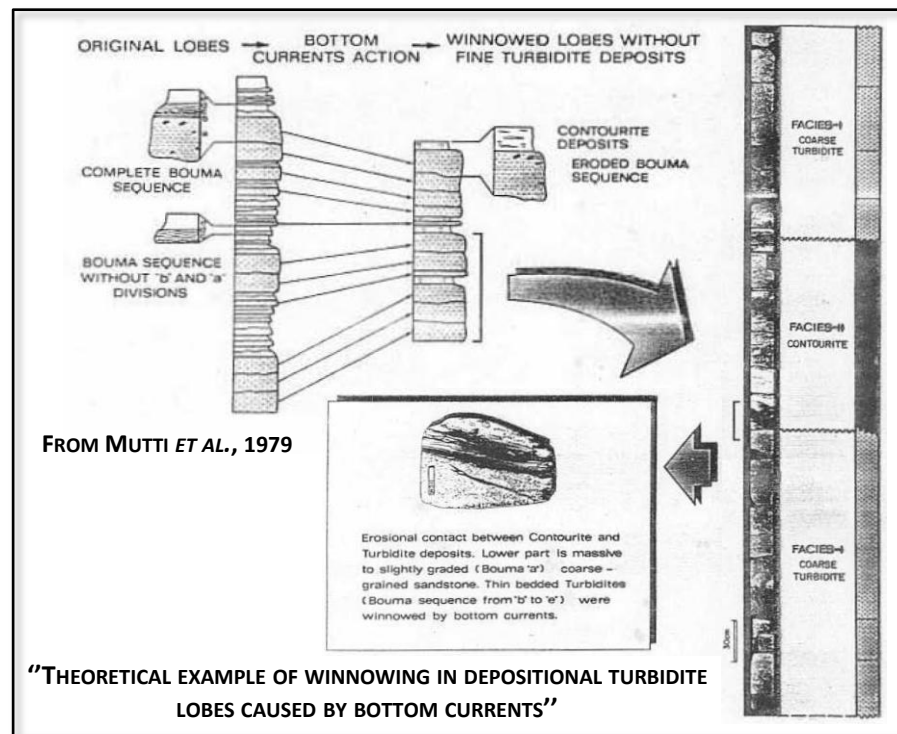 ORIGINAL LOBES → BOTTOM CURRENTS ACTION → WINNOWED LOBES WITHOUT FINE TURBIDITE DEPOSITS
COMPLETE BOUMA
SEQUENCE
BOUMA SEQUENCE
WITHOUT "b" AND "a"
DIVISIONS
CONTOURITE
DEPOSITS
ERODED BOUMA
SEQUENCE
FACIES-I
COARSE
TURBIDITE
FACIES-II
CONTOURITE
FACIES-I
COARSE
TURBIDITE
30cm
FROM MUTTI ET AL., 1979
Erosional contact between Contourite and
Turbidite deposits. Lower part is massive
to slightly graded (Bouma "a") coarse-
grained sandstone. Thin bedded Turbidites
(Bouma sequence from "b" to "e") were
winnowed by bottom currents.
‘‘THEORETICAL EXAMPLE OF WINNOWING IN DEPOSITIONAL TURBIDITE
LOBES CAUSED BY BOTTOM CURRENTS’’